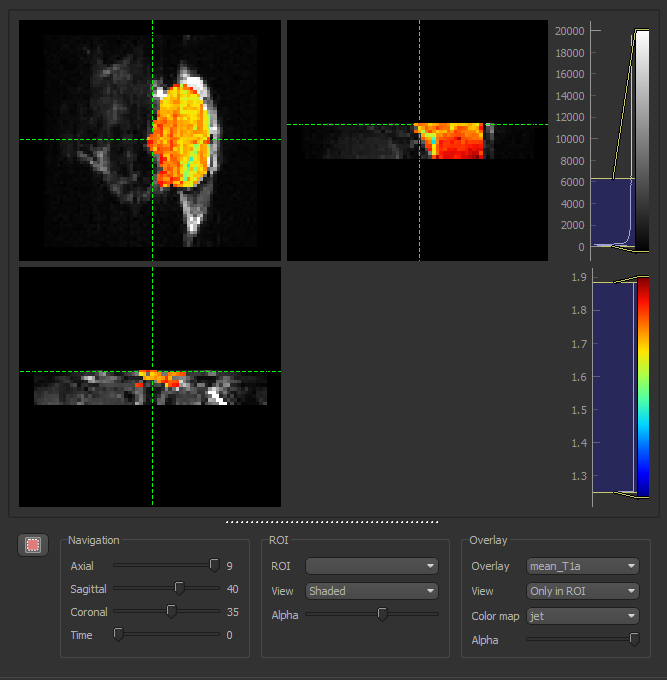 20000
18000
16000
14000
12000
10000
8000
6000
4000
2000
0
1.9
1.8
1.7
1.6
1.5
1.4
1.3
Navigation
Axial 9
Sagittal 40
Coronal 35
Time 0
ROI
ROI
View Shaded
Alpha
Overlay
Overlay mean_T1a
View Only in ROI
Color map jet
Alpha